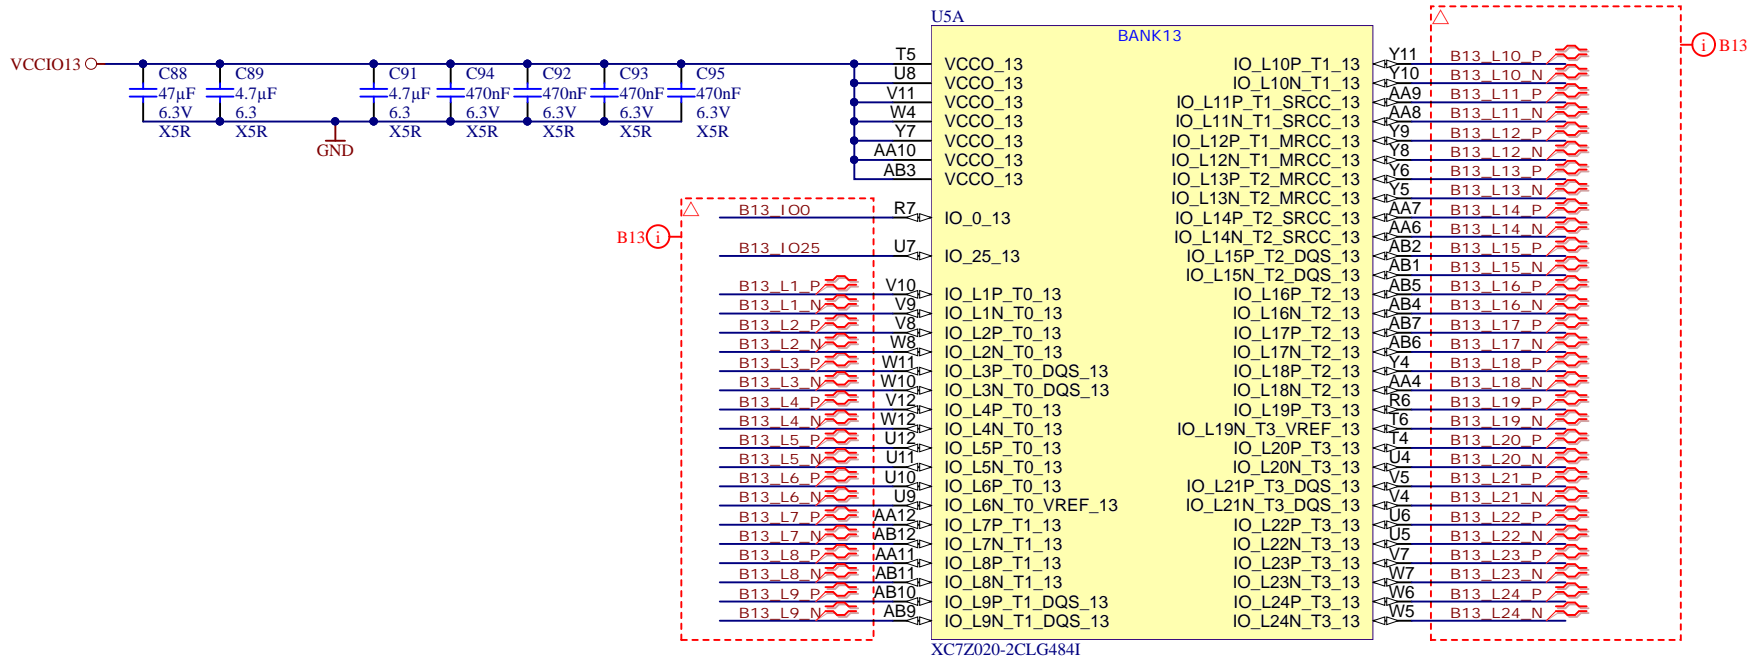 U5A
BANK13
VCCIO13
C88
47µF
6.3V
X5R
C89
4.7µF
6.3
X5R
C91
4.7µF
6.3
X5R
C94
470nF
6.3V
X5R
C92
470nF
6.3V
X5R
C93
470nF
6.3V
X5R
C95
470nF
6.3V
X5R
GND
T5 VCCO_13
U8 VCCO_13
V11 VCCO_13
W4 VCCO_13
Y7 VCCO_13
AA10 VCCO_13
AB3 VCCO_13
B13
i
B13_IO0 R7 IO_0_13
B13_IO25 U7 IO_25_13
B13_L1_P V10 IO_L1P_T0_13
B13_L1_N V9 IO_L1N_T0_13
B13_L2_P V8 IO_L2P_T0_13
B13_L2_N W8 IO_L2N_T0_13
B13_L3_P W11 IO_L3P_T0_DQS_13
B13_L3_N W10 IO_L3N_T0_DQS_13
B13_L4_P V12 IO_L4P_T0_13
B13_L4_N W12 IO_L4N_T0_13
B13_L5_P U12 IO_L5P_T0_13
B13_L5_N U11 IO_L5N_T0_13
B13_L6_P U10 IO_L6P_T0_13
B13_L6_N U9 IO_L6N_T0_VREF_13
B13_L7_P AA12 IO_L7P_T1_13
B13_L7_N AB12 IO_L7N_T1_13
B13_L8_P AA11 IO_L8P_T1_13
B13_L8_N AB11 IO_L8N_T1_13
B13_L9_P AB10 IO_L9P_T1_DQS_13
B13_L9_N AB9 IO_L9N_T1_DQS_13
IO_L10P_T1_13 Y11 B13_L10_P
IO_L10N_T1_13 Y10 B13_L10_N
IO_L11P_T1_SRCC_13 AA9 B13_L11_P
IO_L11N_T1_SRCC_13 AA8 B13_L11_N
IO_L12P_T1_MRCC_13 Y9 B13_L12_P
IO_L12N_T1_MRCC_13 Y8 B13_L12_N
IO_L13P_T2_MRCC_13 Y6 B13_L13_P
IO_L13N_T2_MRCC_13 Y5 B13_L13_N
IO_L14P_T2_SRCC_13 AA7 B13_L14_P
IO_L14N_T2_SRCC_13 AA6 B13_L14_N
IO_L15P_T2_DQS_13 AB2 B13_L15_P
IO_L15N_T2_DQS_13 AB1 B13_L15_N
IO_L16P_T2_13 AB5 B13_L16_P
IO_L16N_T2_13 AB4 B13_L16_N
IO_L17P_T2_13 AB7 B13_L17_P
IO_L17N_T2_13 AB6 B13_L17_N
IO_L18P_T2_13 Y4 B13_L18_P
IO_L18N_T2_13 AA4 B13_L18_N
IO_L19P_T3_13 R6 B13_L19_P
IO_L19N_T3_VREF_13 T6 B13_L19_N
IO_L20P_T3_13 T4 B13_L20_P
IO_L20N_T3_13 U4 B13_L20_N
IO_L21P_T3_DQS_13 V5 B13_L21_P
IO_L21N_T3_DQS_13 V4 B13_L21_N
IO_L22P_T3_13 U6 B13_L22_P
IO_L22N_T3_13 U5 B13_L22_N
IO_L23P_T3_13 V7 B13_L23_P
IO_L23N_T3_13 W7 B13_L23_N
IO_L24P_T3_13 W6 B13_L24_P
IO_L24N_T3_13 W5 B13_L24_N
i
B13
XC7Z020-2CLG484I